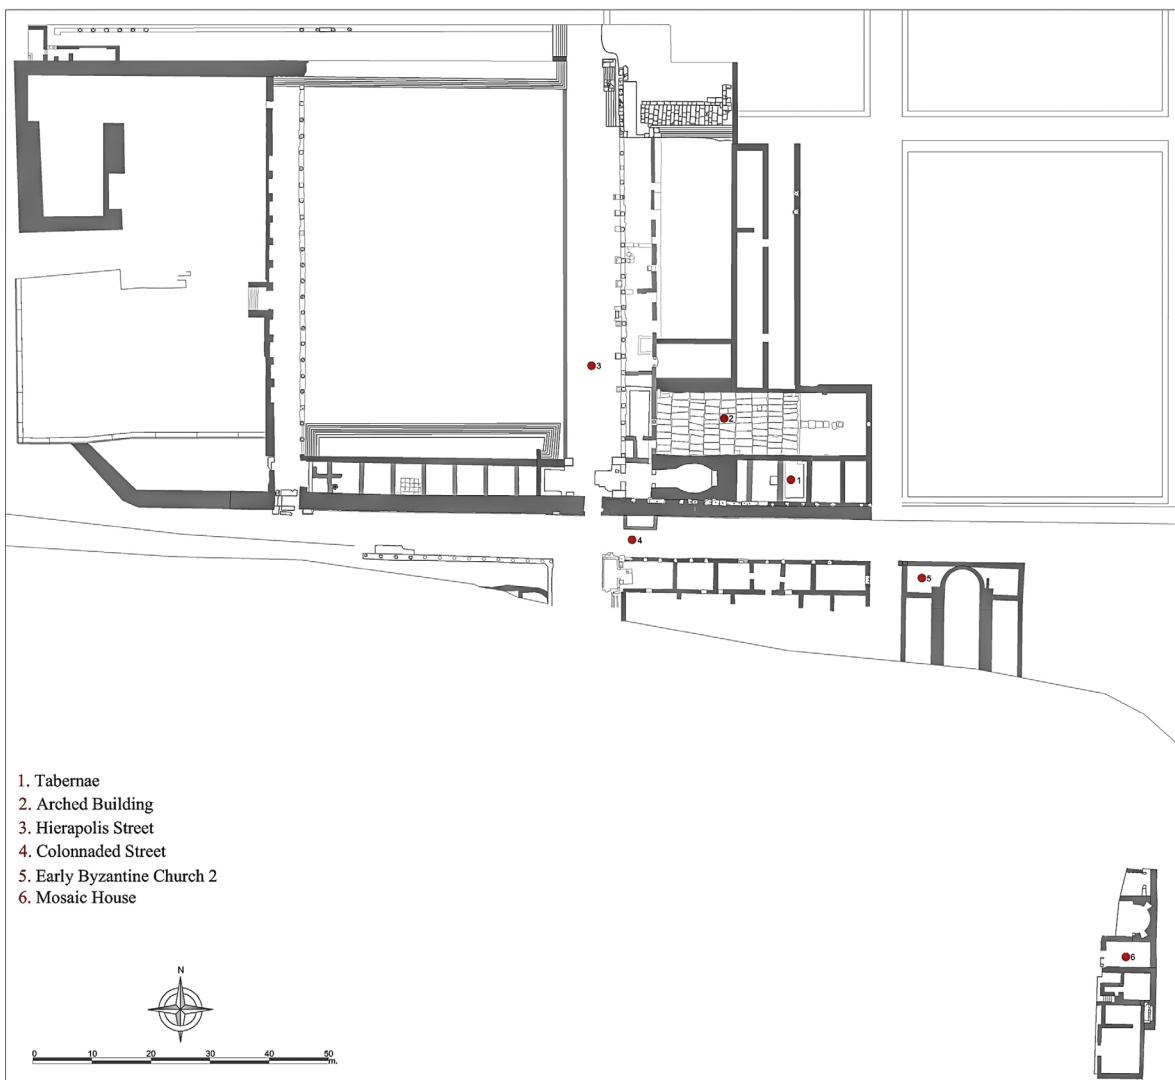 3
2
1
4
5
1. Tabernae
2. Arched Building
3. Hierapolis Street
4. Colonnaded Street
5. Early Byzantine Church 2
6. Mosaic House
6
N
0 10 20 30 40 50
m.